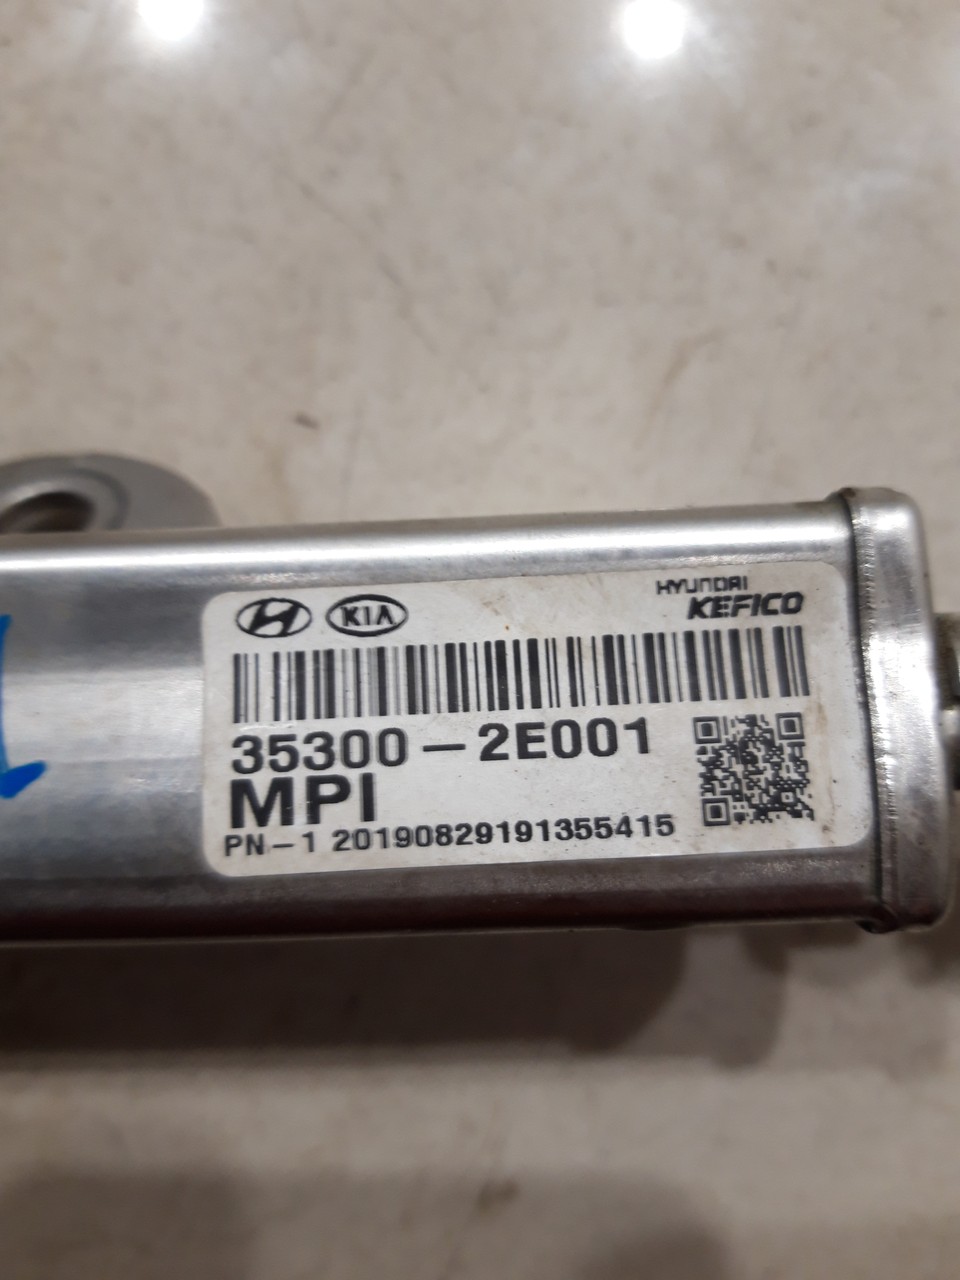 KIA
HYUNDAI
KEFICO
35300-2E001
MPI
PN-1 20190829191355415